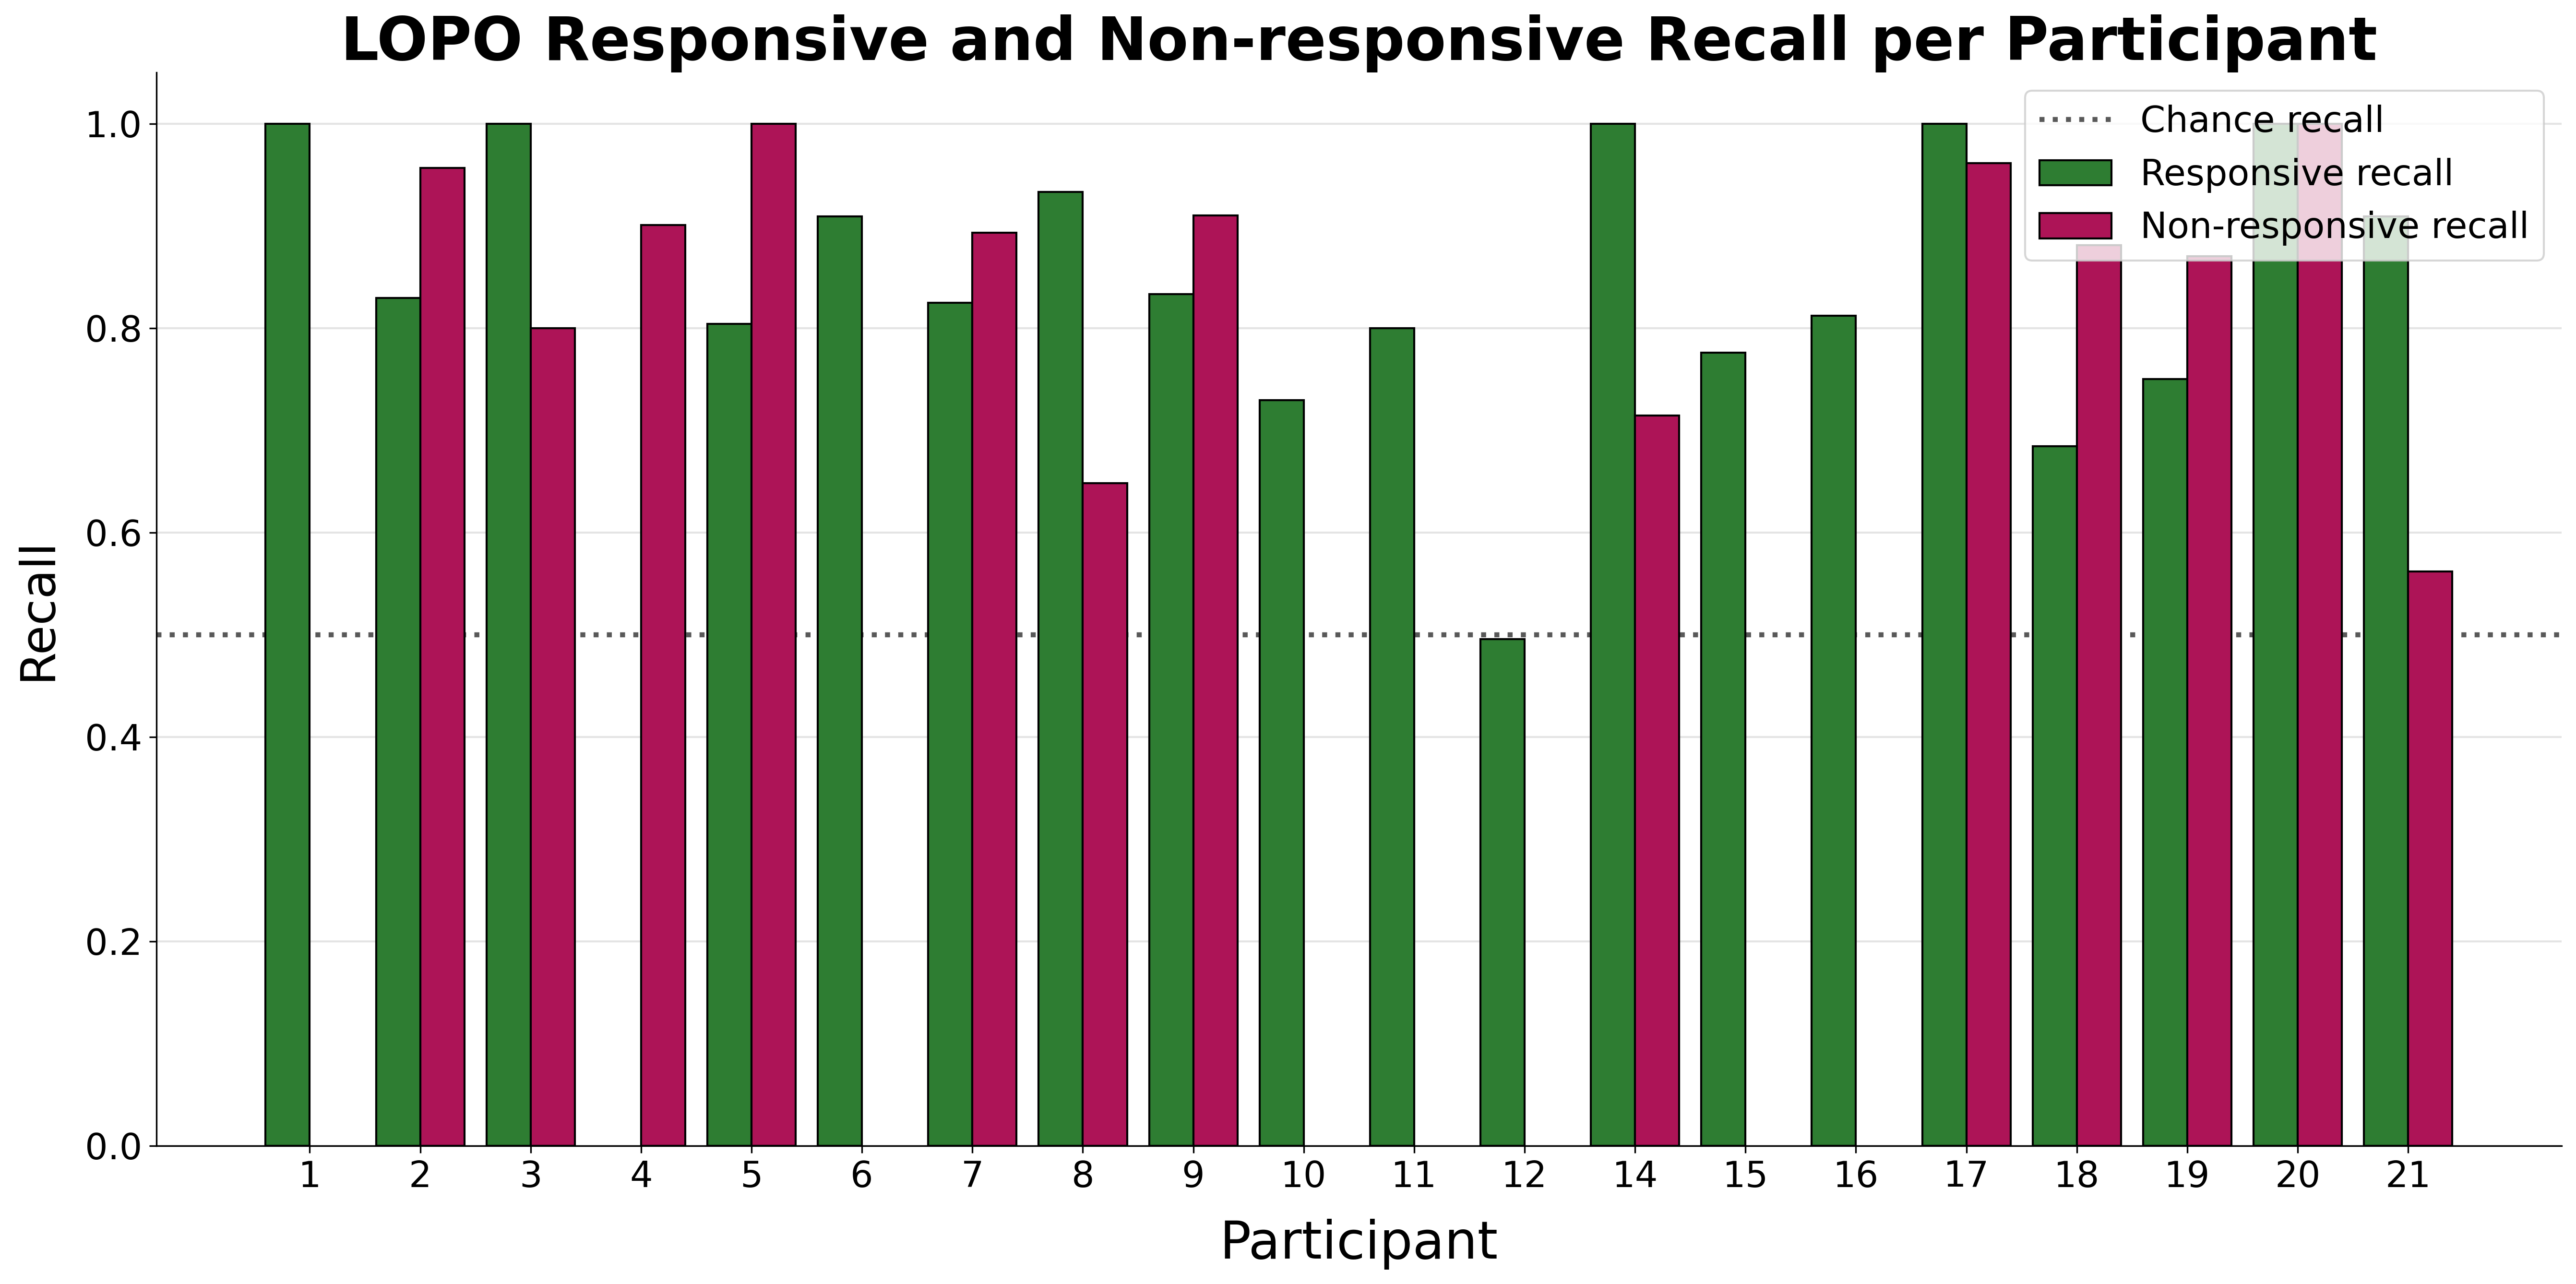 LOPO Responsive and Non-responsive Recall per Participant
Chance recall
Responsive recall
Non-responsive recall
Recall
1.0
0.8
0.6
0.4
0.2
0.0
1 2 3 4 5 6 7 8 9 10 11 12 14 15 16 17 18 19 20 21
Participant